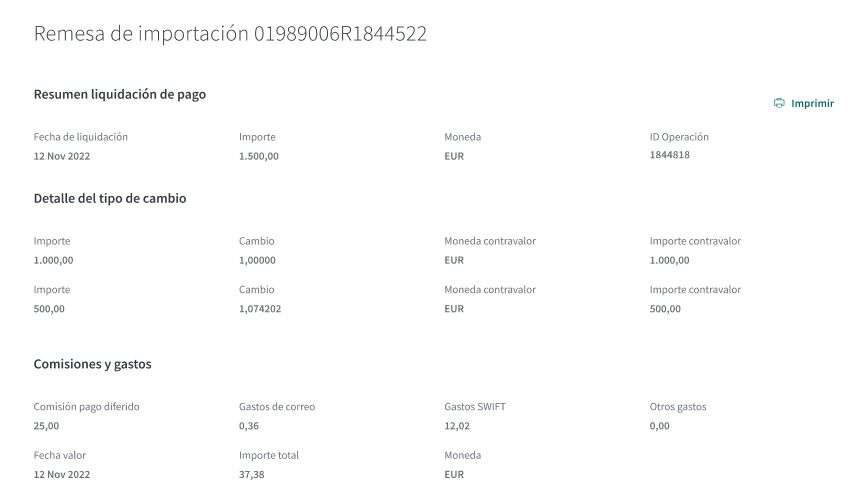 Remesa de importación 01989006R1844522
Resumen liquidación de pago
Imprimir
Fecha de liquidación Importe Moneda ID Operación
12 Nov 2022 1.500,00 EUR 1844818
Detalle del tipo de cambio
Importe Cambio Moneda contravalor Importe contravalor
1.000,00 1,00000 EUR 1.000,00
Importe Cambio Moneda contravalor Importe contravalor
500,00 1,074202 EUR 500,00
Comisiones y gastos
Comisión pago diferido Gastos de correo Gastos SWIFT Otros gastos
25,00 0,36 12,02 0,00
Fecha valor Importe total Moneda
12 Nov 2022 37,38 EUR